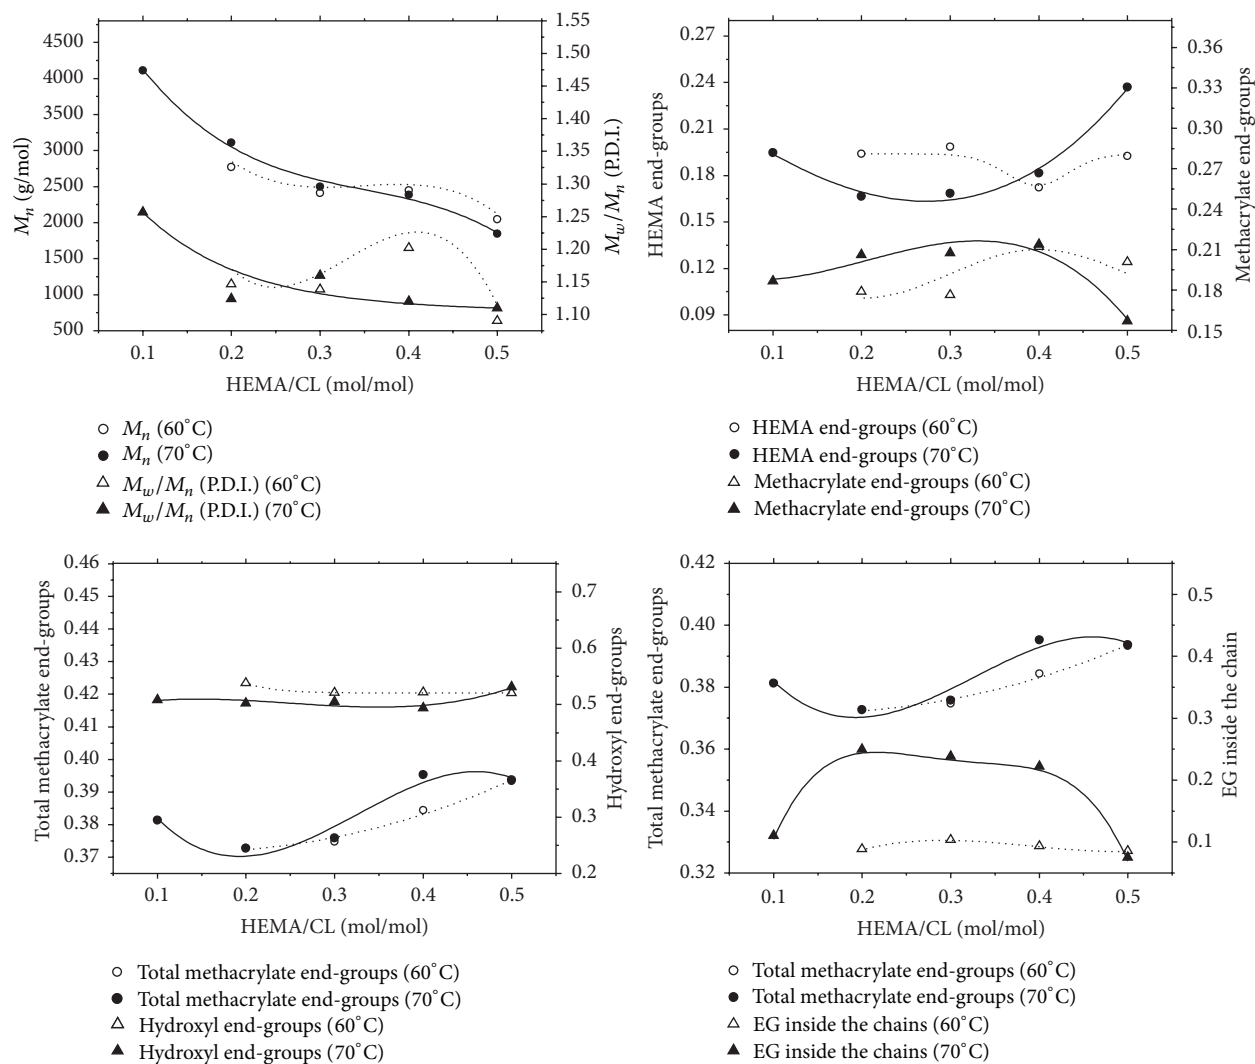 4500
4000
3500
3000
2500
2000
1500
1000
500
M_n (g/mol)
1.55
1.50
1.45
1.40
1.35
1.30
1.25
1.20
1.15
1.10
M_w/M_n (P.D.I.)
0.1 0.2 0.3 0.4 0.5
HEMA/CL (mol/mol)
M_n (60°C)
M_n (70°C)
M_w/M_n (P.D.I.) (60°C)
M_w/M_n (P.D.I.) (70°C)
0.27
0.24
0.21
0.18
0.15
0.12
0.09
HEMA end-groups
0.36
0.33
0.30
0.28
0.26
0.24
0.21
0.18
0.15
Methacrylate end-groups
0.1 0.2 0.3 0.4 0.5
HEMA/CL (mol/mol)
HEMA end-groups (60°C)
HEMA end-groups (70°C)
Methacrylate end-groups (60°C)
Methacrylate end-groups (70°C)
0.46
0.45
0.44
0.43
0.42
0.41
0.40
0.39
0.38
0.37
Total methacrylate end-groups
0.7
0.6
0.5
0.4
0.3
0.2
Hydroxyl end-groups
0.1 0.2 0.3 0.4 0.5
HEMA/CL (mol/mol)
Total methacrylate end-groups (60°C)
Total methacrylate end-groups (70°C)
Hydroxyl end-groups (60°C)
Hydroxyl end-groups (70°C)
0.42
0.40
0.38
0.36
0.34
0.32
Total methacrylate end-groups
0.5
0.4
0.3
0.2
0.1
EG inside the chain
0.1 0.2 0.3 0.4 0.5
HEMA/CL (mol/mol)
Total methacrylate end-groups (60°C)
Total methacrylate end-groups (70°C)
EG inside the chains (60°C)
EG inside the chains (70°C)